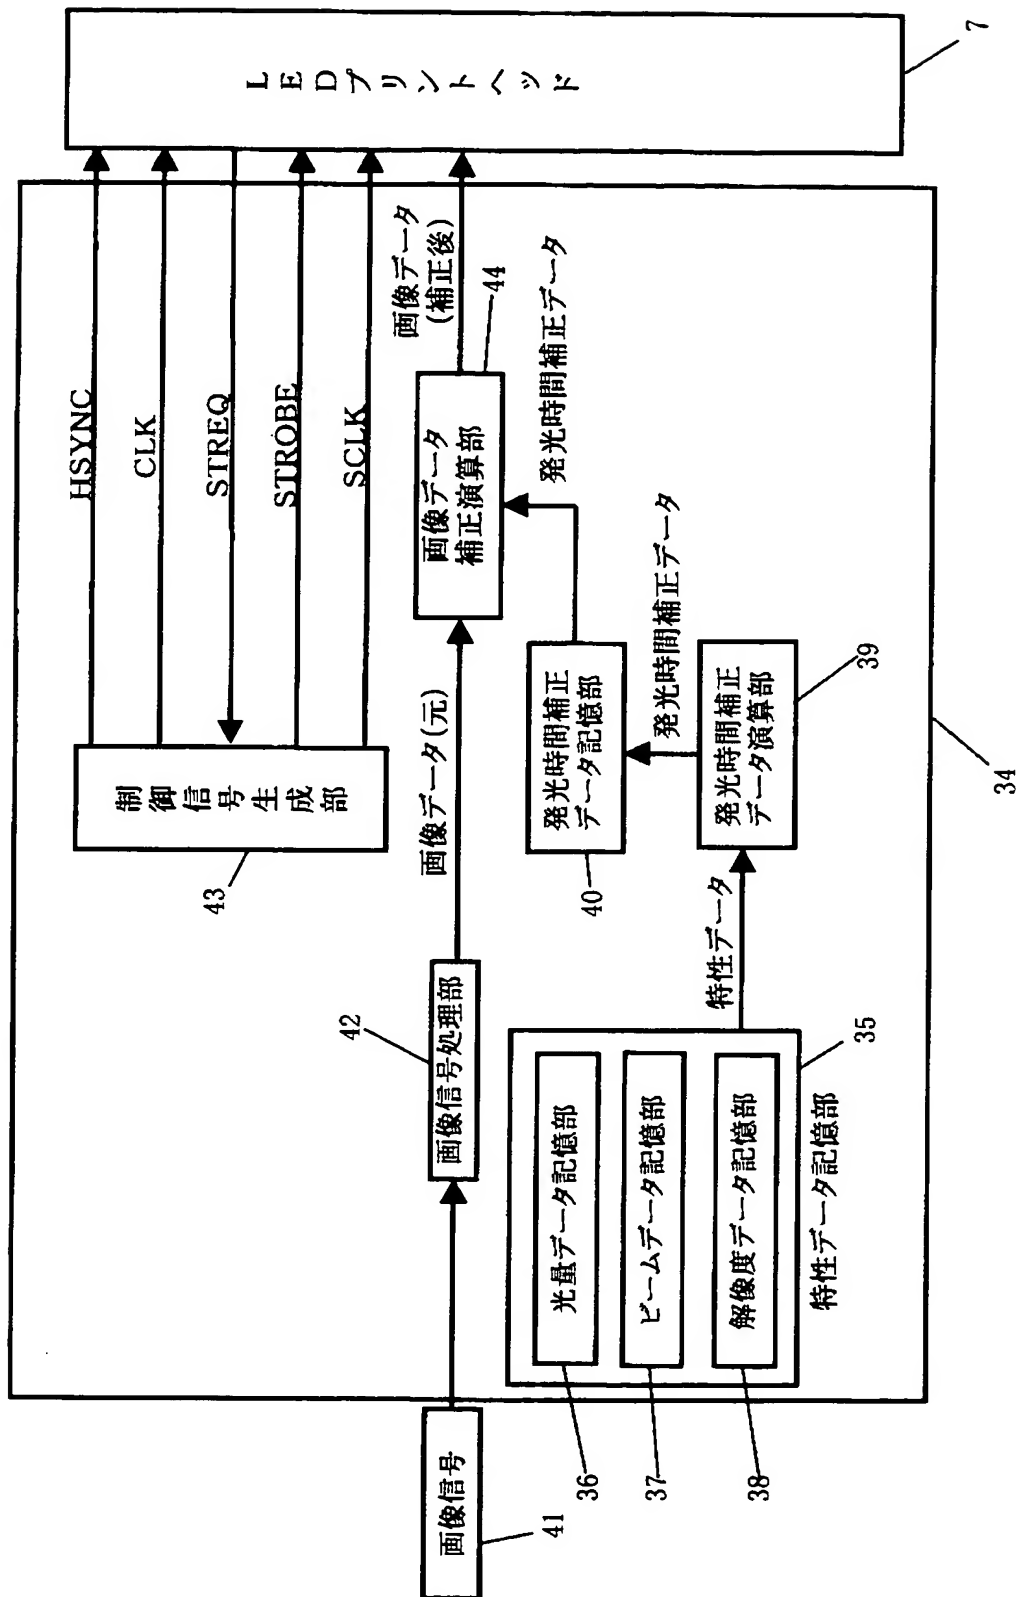 LEDプリントヘッド
7
HSYNC
CLK
STREQ
STROBE
SCLK
制御信号生成部
43
画像信号
41
画像信号処理部
42
画像データ(元)
画像データ
補正演算部
44
画像データ
(補正後)
発光時間補正データ
発光時間補正
データ記憶部
40
発光時間補正データ
発光時間補正
データ演算部
39
特性データ
光量データ記憶部
36
ビームデータ記憶部
37
解像度データ記憶部
38
35
特性データ記憶部
34